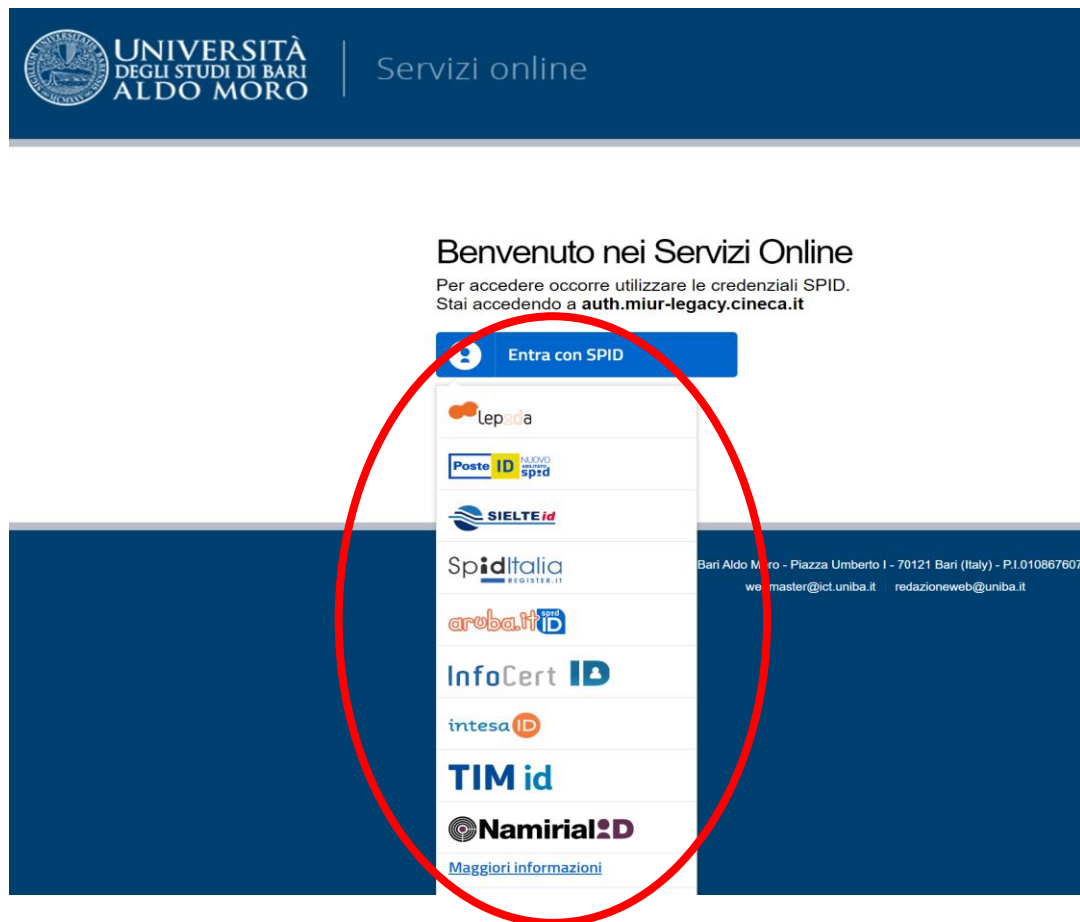 UNIVERSITÀ
DEGLI STUDI DI BARI
ALDO MORO
Servizi online
Benvenuto nei Servizi Online
Per accedere occorre utilizzare le credenziali SPID.
Stai accedendo a auth.miur-legacy.cineca.it
Entra con SPID
lepida
Poste ID NUOVO
spid
SIELTE id
SpidItalia
REGISTER.IT
aruba.it spid ID
InfoCert ID
intesa ID
TIM id
Namirial ID
Maggiori informazioni
Bari Aldo Moro - Piazza Umberto I - 70121 Bari (Italy) - P.I.010867607
webmaster@ict.uniba.it redazioneweb@uniba.it